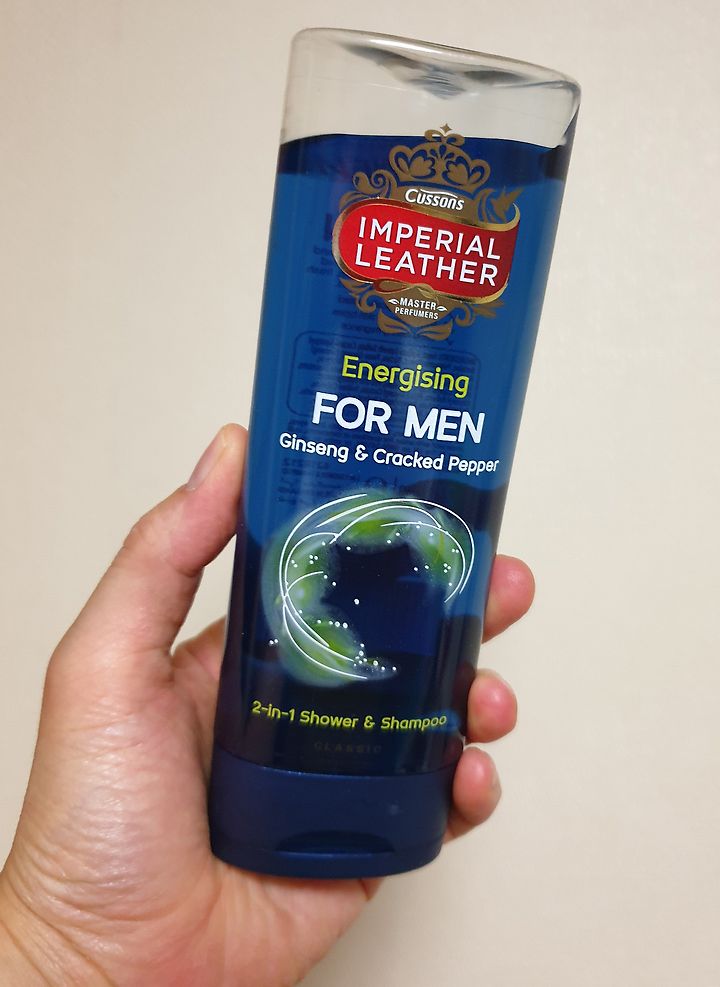 Cussons
IMPERIAL
LEATHER
MASTER
PERFUMERS
Energising
FOR MEN
Ginseng & Cracked Pepper
2-in-1 Shower & Shampoo
CLASSIC